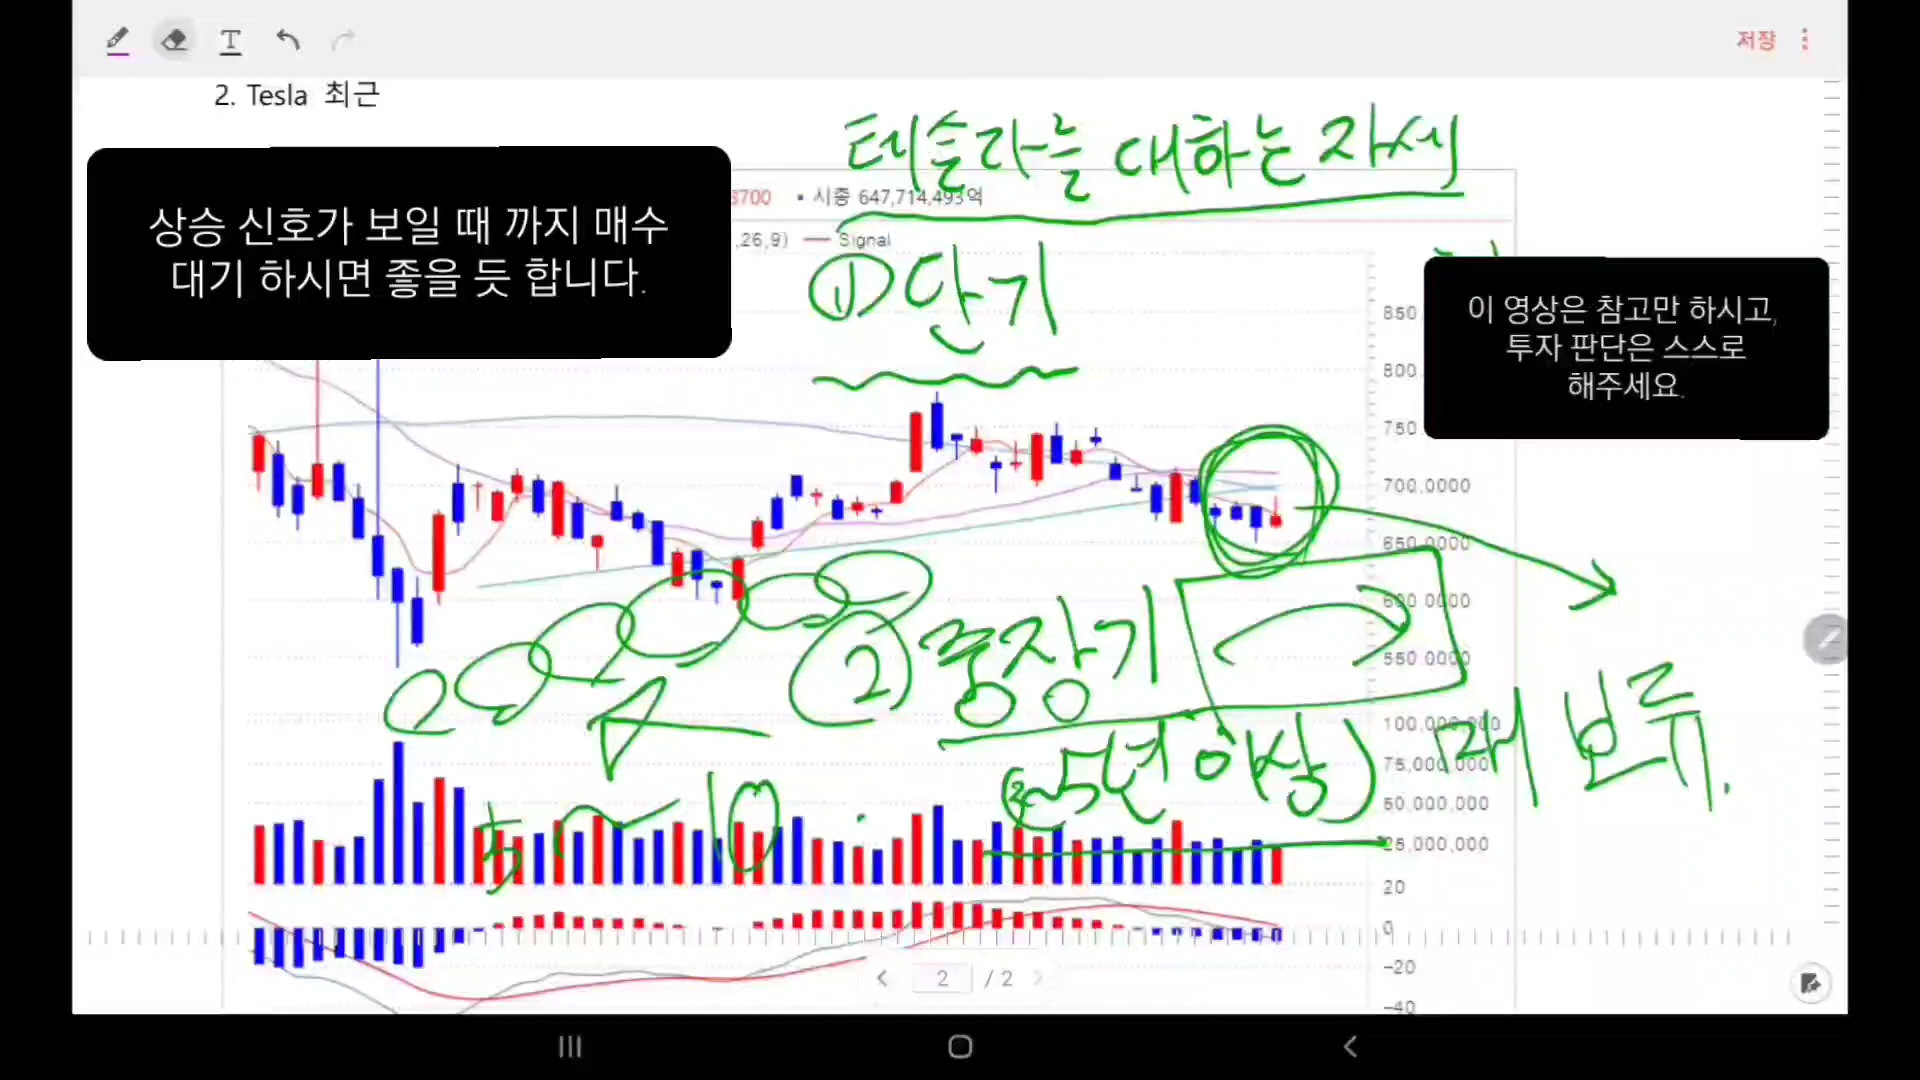 저장
2. Tesla 최근
테슬라를 대하는 자세
상승 신호가 보일 때 까지 매수
대기 하시면 좋을 듯 합니다.
3700 • 시총 647,714,493억
,26,9) Signal
① 단기
이 영상은 참고만 하시고,
투자 판단은 스스로
해주세요.
850
800
750
700.0000
650.0000
600.0000
② 중장기
550.0000
매 보류.
100,000,000
(3~5년 이상)
75,000,000
50,000,000
5~10
25,000,000
20
0
-20
2 / 2
-40